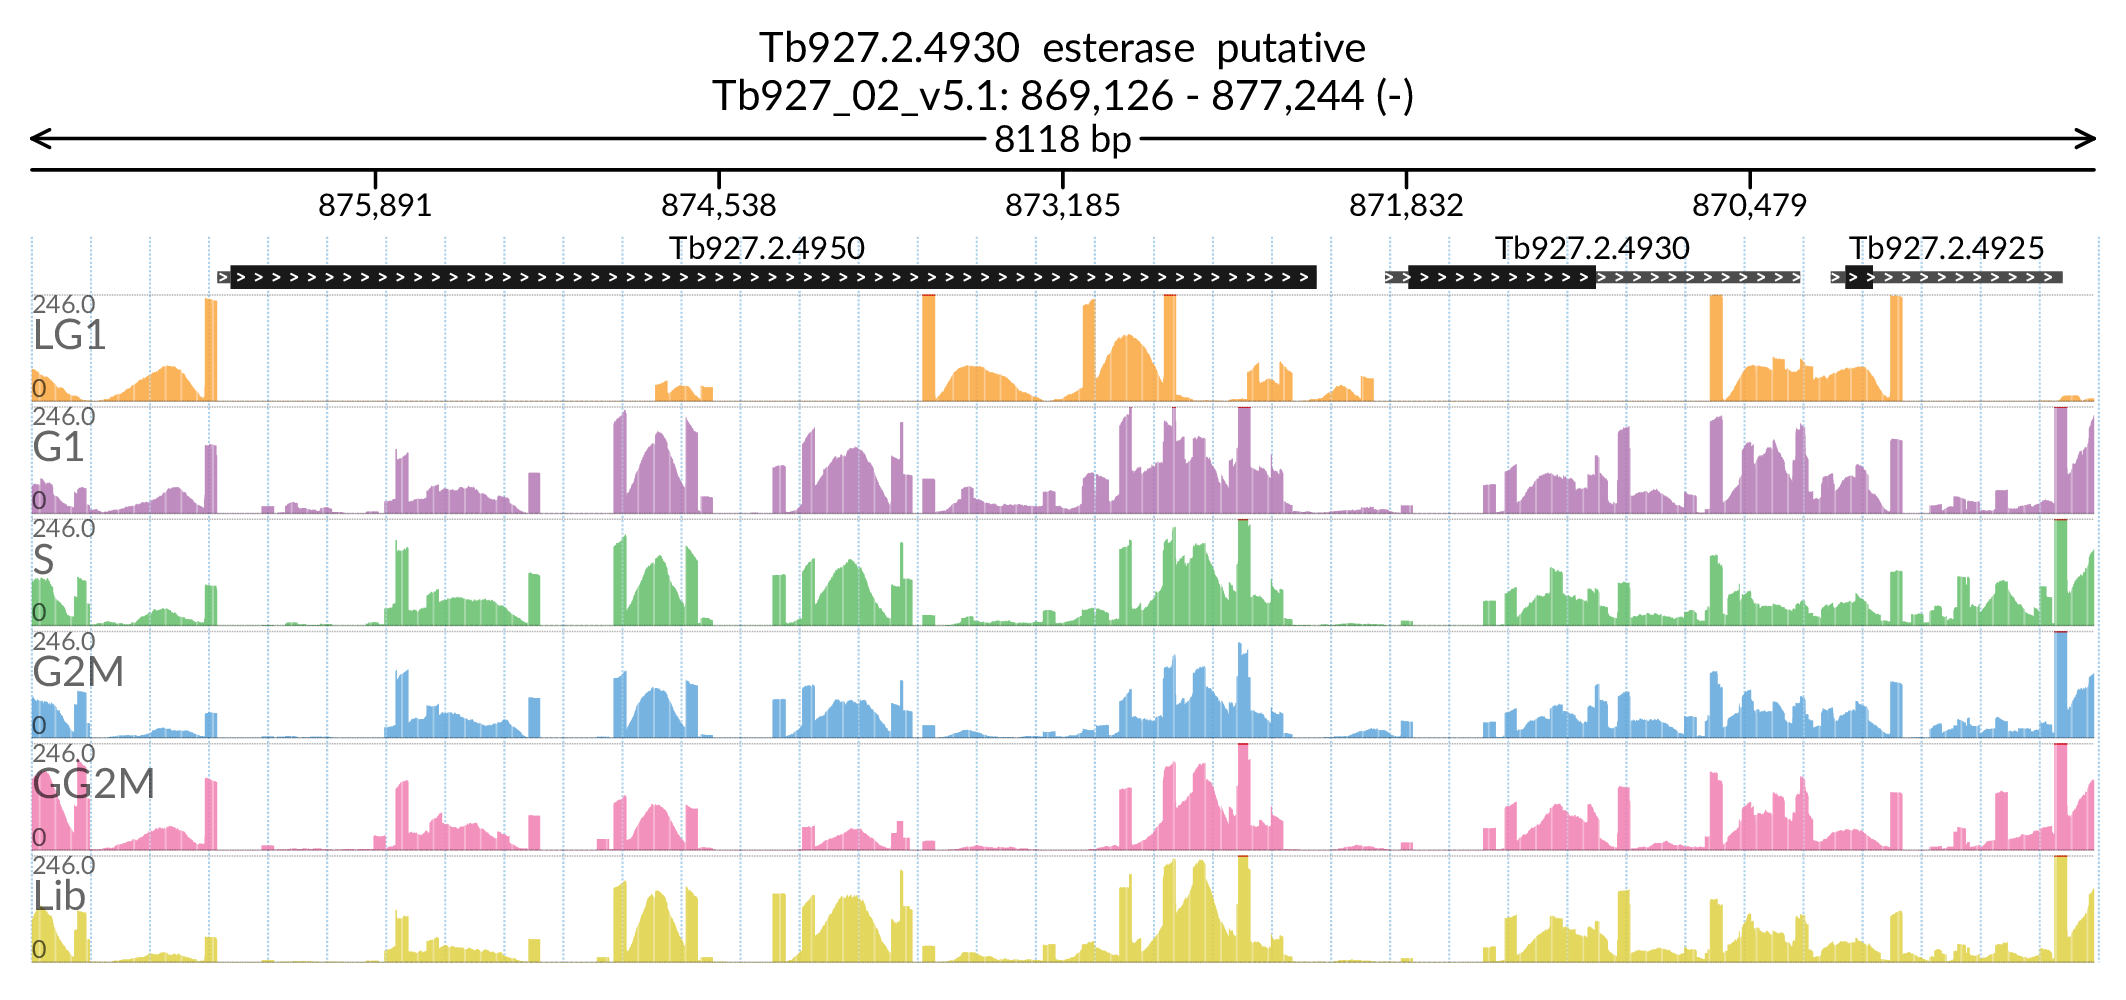 Tb927.2.4930 esterase putative
Tb927_02_v5.1: 869,126 - 877,244 (-)
8118 bp
875,891 874,538 873,185 871,832 870,479
Tb927.2.4950 Tb927.2.4930 Tb927.2.4925
246.0
LG1
0
246.0
G1
0
246.0
S
0
246.0
G2M
0
246.0
GG2M
0
246.0
Lib
0